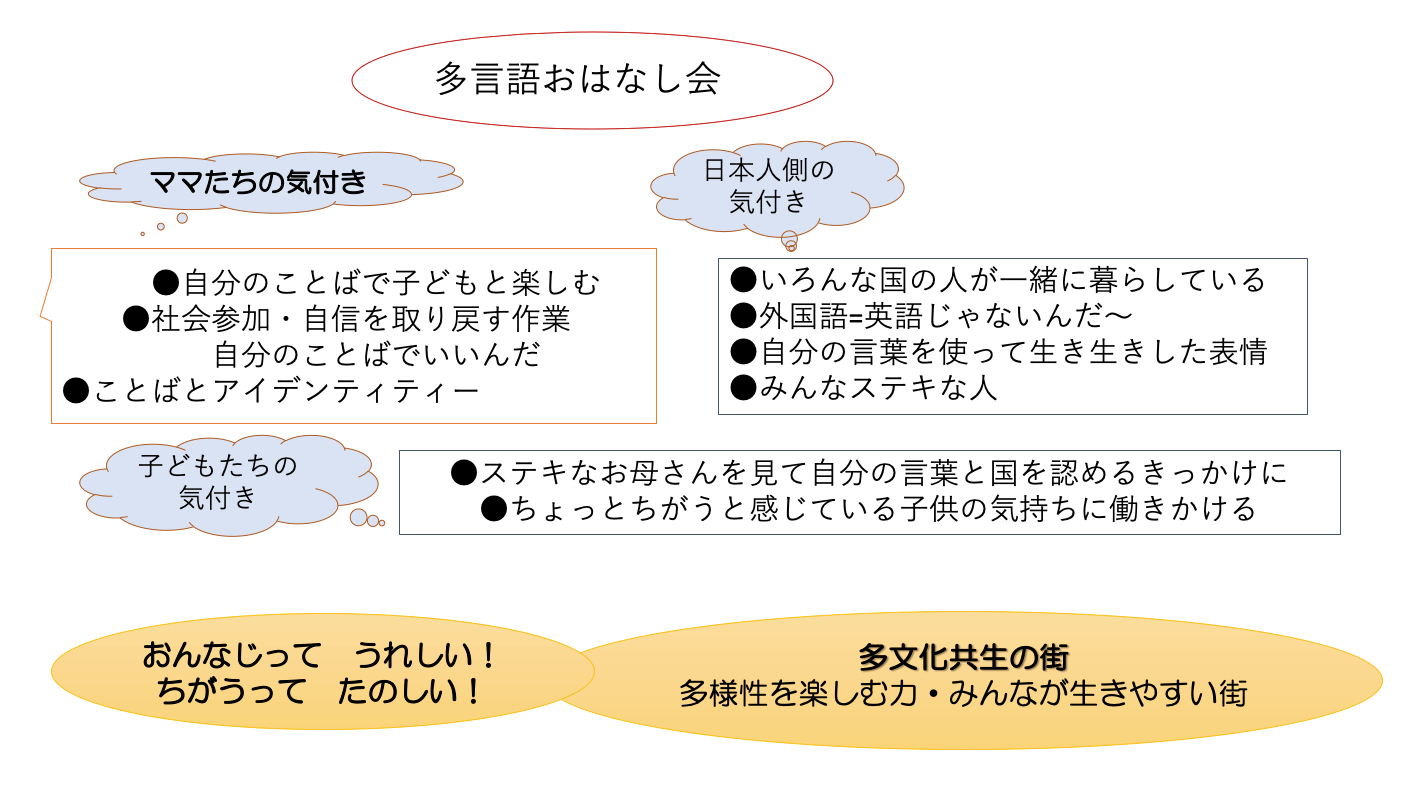 多言語おはなし会
ママたちの気付き
●自分のことばで子どもと楽しむ
●社会参加・自信を取り戻す作業
自分のことばでいいんだ
●ことばとアイデンティティー
日本人側の
気付き
●いろんな国の人が一緒に暮らしている
●外国語=英語じゃないんだ～
●自分の言葉を使って生き生きした表情
●みんなステキな人
子どもたちの
気付き
●ステキなお母さんを見て自分の言葉と国を認めるきっかけに
●ちょっとちがうと感じている子供の気持ちに働きかける
おんなじって　うれしい！
ちがうって　たのしい！
多文化共生の街
多様性を楽しむ力・みんなが生きやすい街